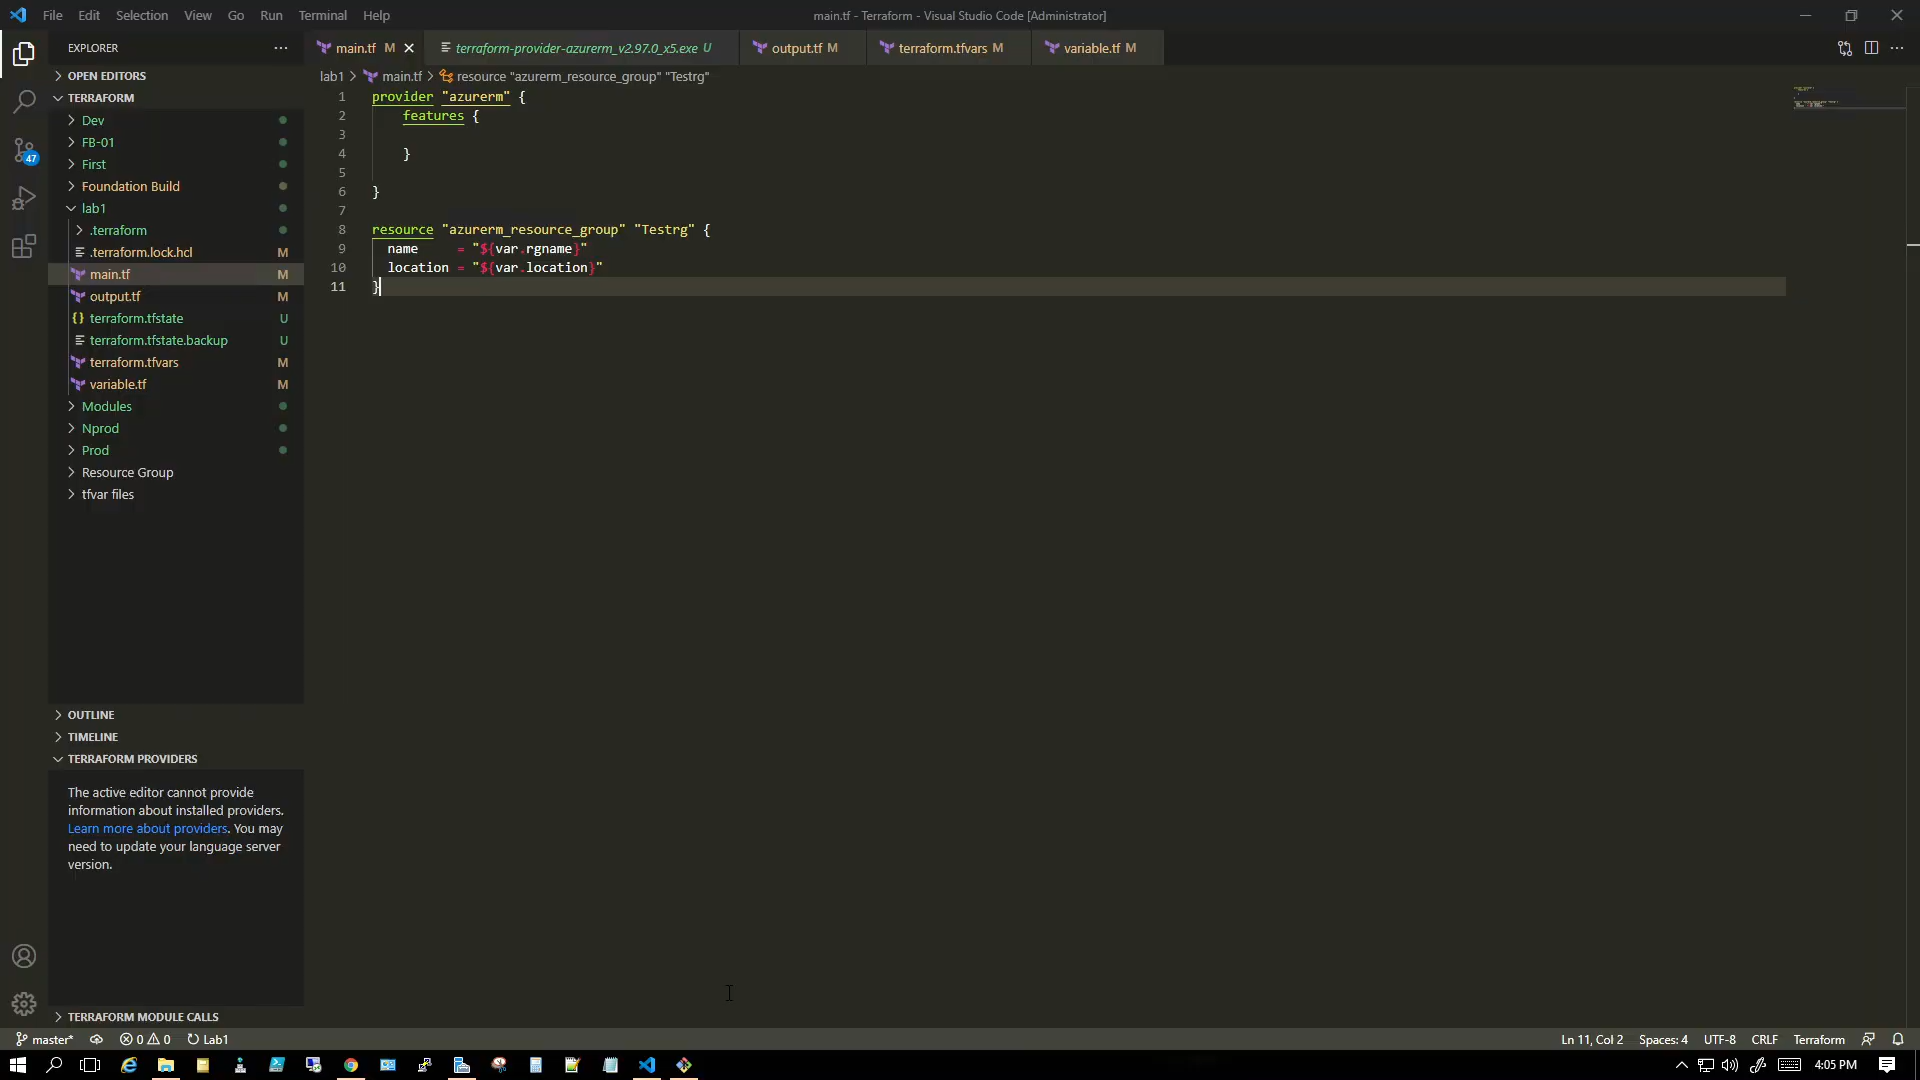 File Edit Selection View Go Run Terminal Help
main.tf - Terraform - Visual Studio Code [Administrator]
EXPLORER
main.tf M
terraform-provider-azurerm_v2.97.0_x5.exe U
output.tf M
terraform.tfvars M
variable.tf M
OPEN EDITORS
TERRAFORM
Dev
FB-01
First
Foundation Build
lab1
.terraform
.terraform.lock.hcl M
main.tf M
output.tf M
terraform.tfstate U
terraform.tfstate.backup U
terraform.tfvars M
variable.tf M
Modules
Nprod
Prod
Resource Group
tfvar files
47
OUTLINE
TIMELINE
TERRAFORM PROVIDERS
The active editor cannot provide
information about installed providers.
Learn more about providers. You may
need to update your language server
version.
TERRAFORM MODULE CALLS
lab1 > main.tf > resource "azurerm_resource_group" "Testrg"
1 provider "azurerm" {
2 features {
3
4 }
5
6 }
7
8 resource "azurerm_resource_group" "Testrg" {
9 name = "${var.rgname}"
10 location = "${var.location}"
11 }
master* 0 0 Lab1
Ln 11, Col 2 Spaces: 4 UTF-8 CRLF Terraform
4:05 PM